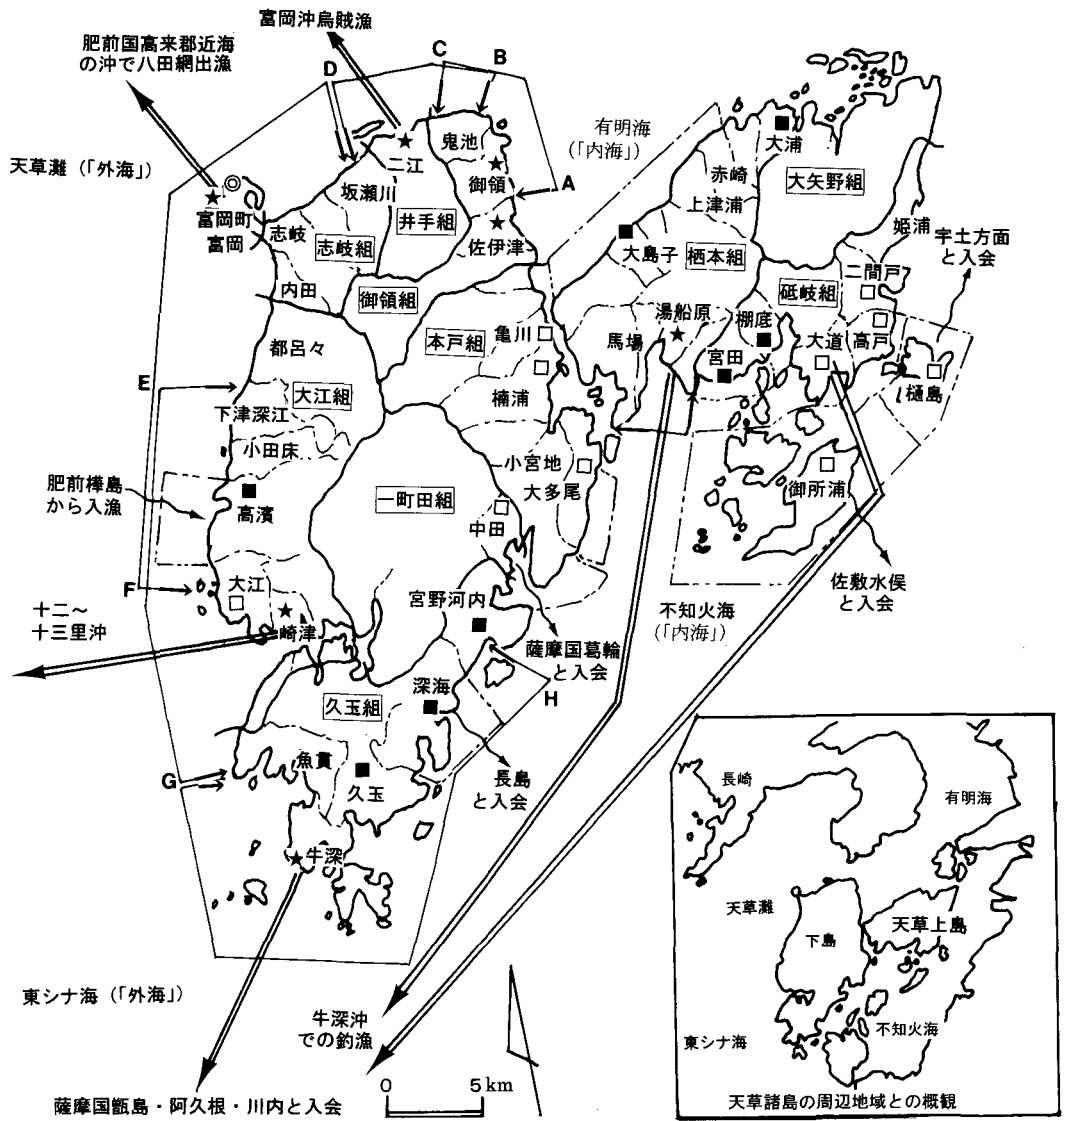 富岡沖烏賊漁
肥前国高来郡近海
の沖で八田網出漁
C
B
D
天草灘（「外海」）
有明海
（「内海」）
A
鬼池
二江
御領
坂瀬川
井手組
佐伊津
富岡町
富岡
志岐
志岐組
内田
御領組
大浦
赤崎
大矢野組
上津浦
姫浦
宇土方面
と入会
大島子
栖本組
二間戸
砥岐組
湯船原
棚底
馬場
宮田
大道
高戸
樋島
本戸組
亀川
楠浦
都呂々
E
大江組
下津深江
小田床
肥前樺島
から入漁
高濱
一町田組
小宮地
大多尾
中田
御所浦
佐敷水俣
と入会
F
大江
十二〜
十三里沖
崎津
宮野河内
不知火海
（「内海」）
薩摩国葛輪
と入会
H
久玉組
深海
長島
と入会
G
魚貫
久玉
牛深
東シナ海（「外海」）
牛深沖
での釣漁
薩摩国甑島・阿久根・川内と入会
0
5km
長崎
有明海
天草灘
下島
天草上島
不知火海
東シナ海
天草諸島の周辺地域との概観